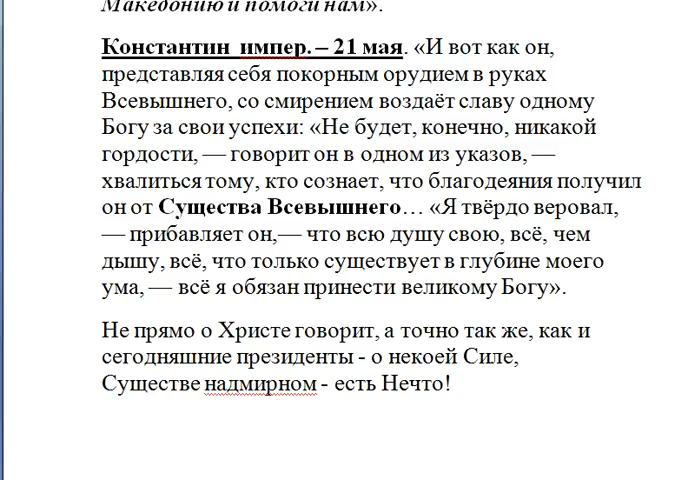 Македонию и помоги нам».
Константин импер. – 21 мая. «И вот как он,
представляя себя покорным орудием в руках
Всевышнего, со смирением воздаёт славу одному
Богу за свои успехи: «Не будет, конечно, никакой
гордости, — говорит он в одном из указов, —
хвалиться тому, кто сознает, что благодеяния получил
он от Существа Всевышнего… «Я твёрдо веровал,
— прибавляет он,— что всю душу свою, всё, чем
дышу, всё, что только существует в глубине моего
ума, — всё я обязан принести великому Богу».
Не прямо о Христе говорит, а точно так же, как и
сегодняшние президенты - о некоей Силе,
Существе надмирном - есть Нечто!